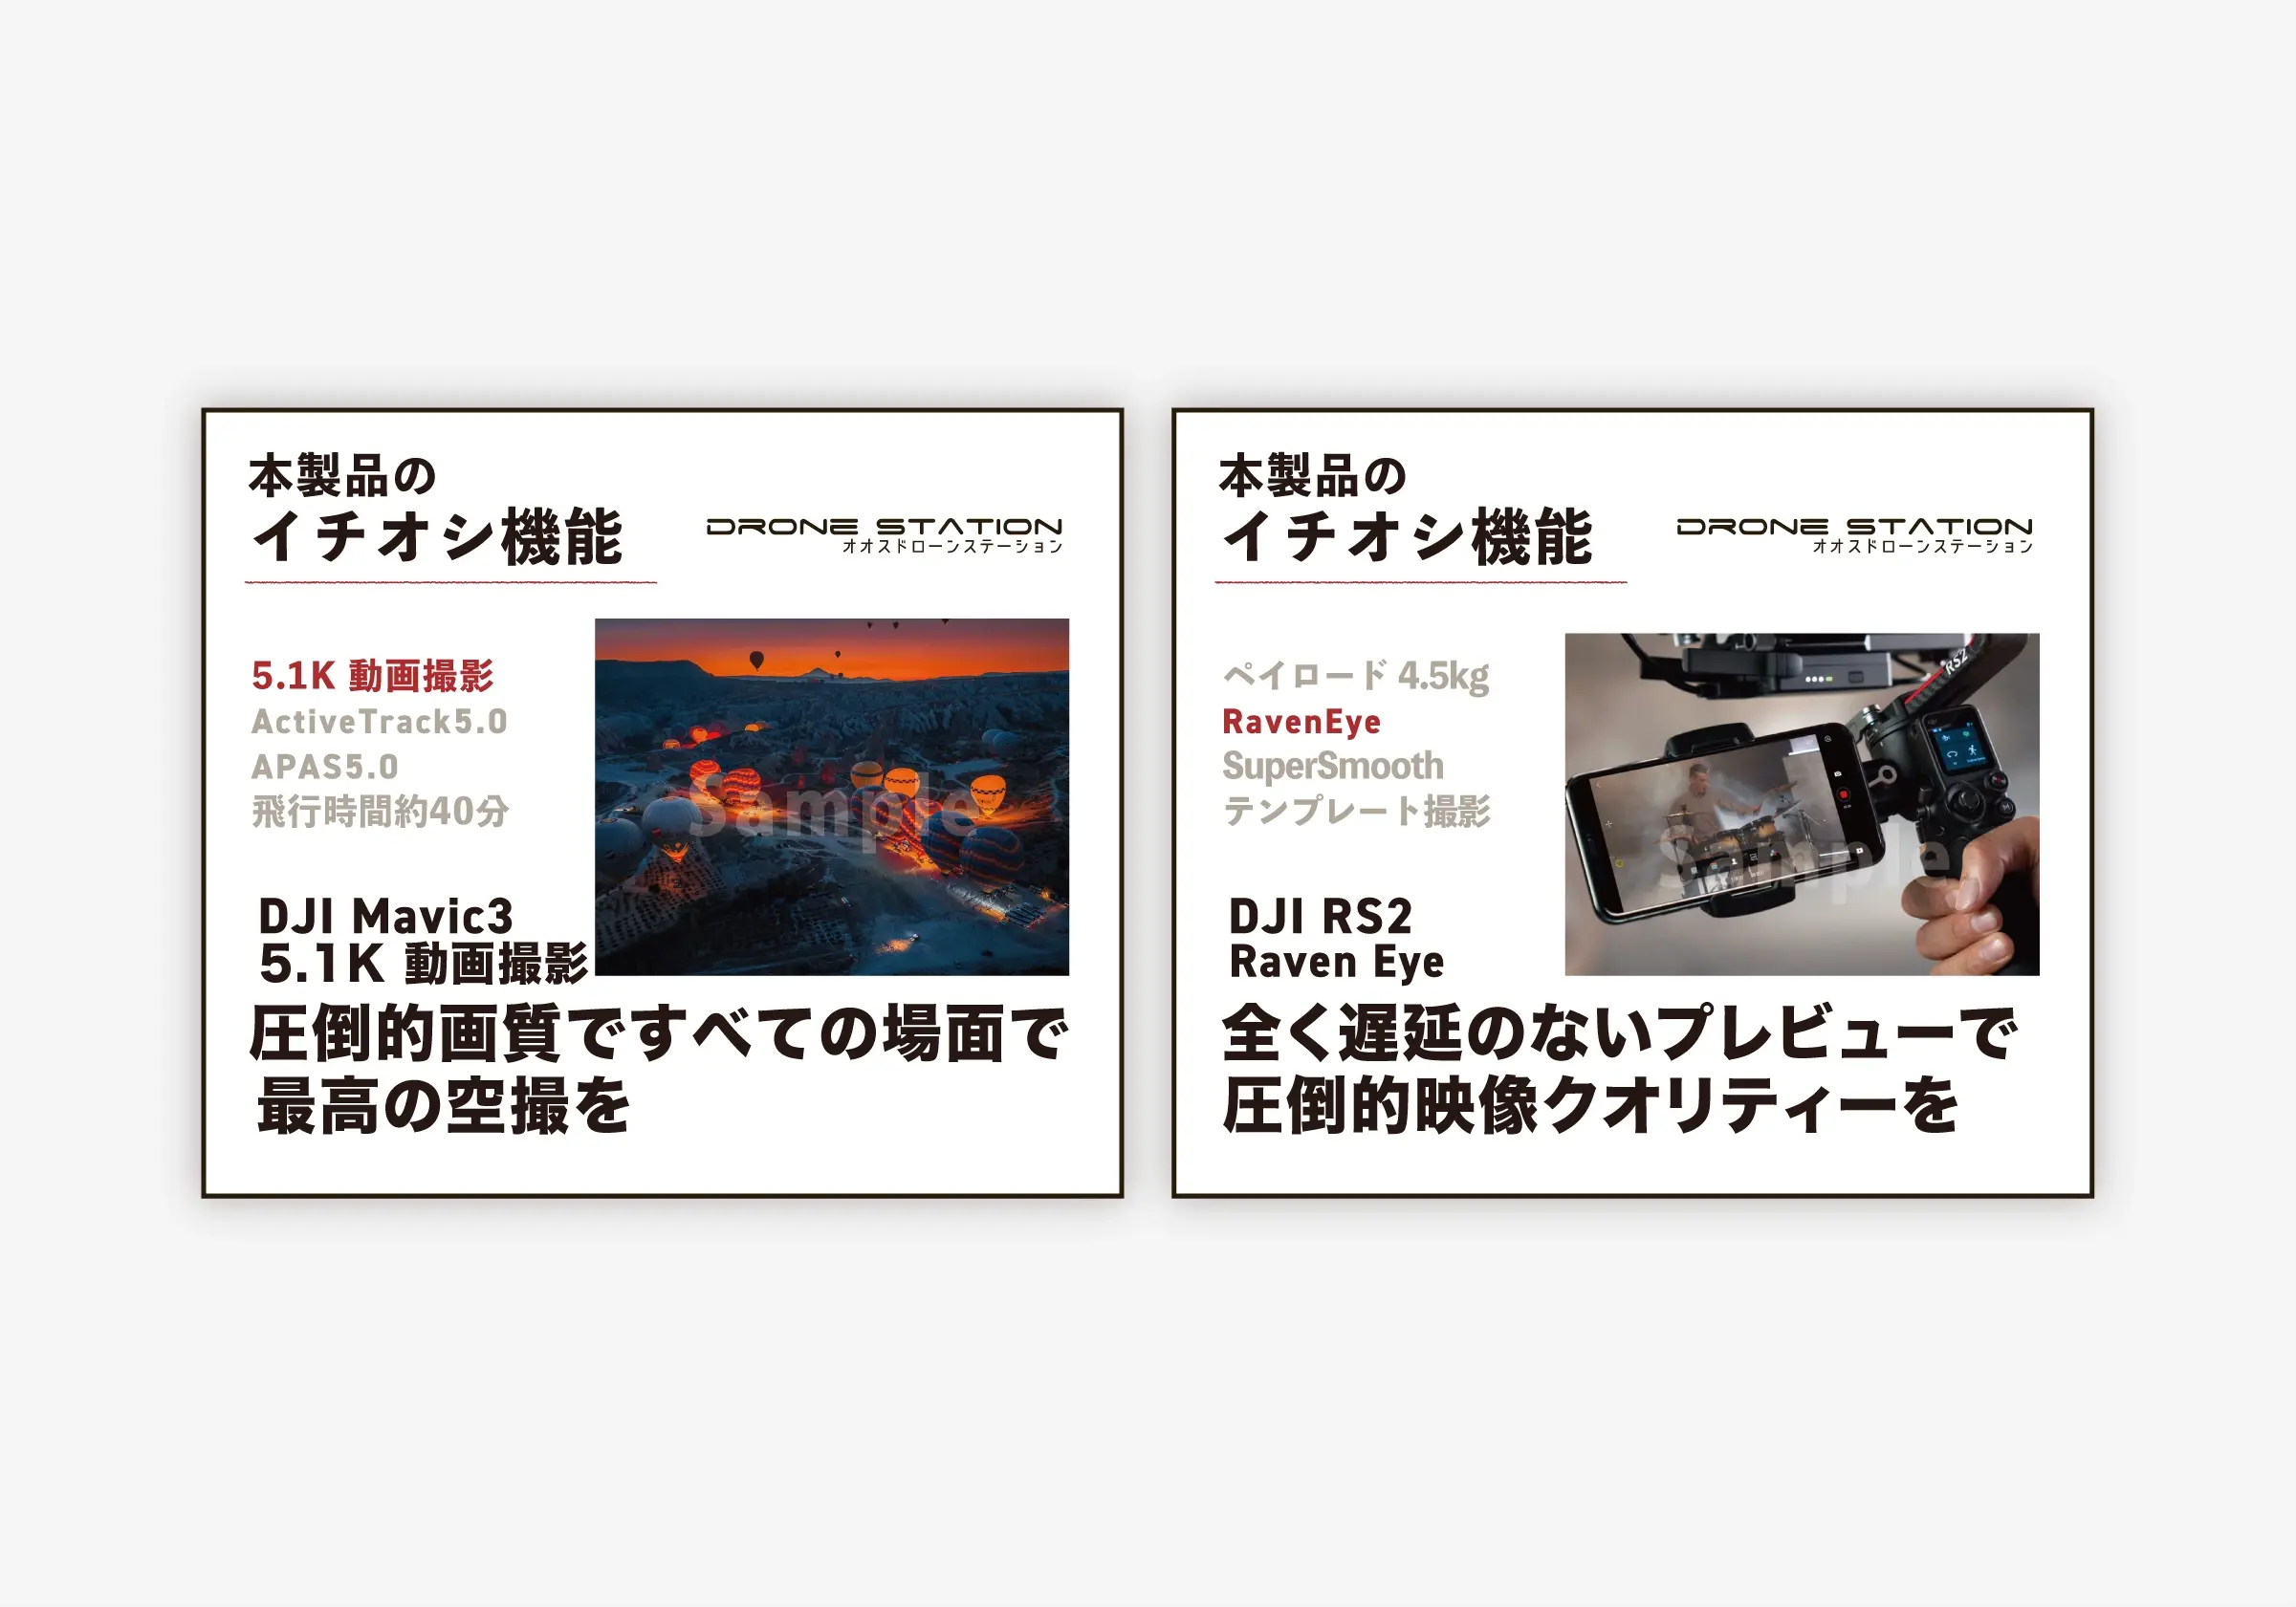 本製品の
イチオシ機能
DRONE STATION
オオスドローンステーション
5.1K 動画撮影
ActiveTrack5.0
APAS5.0
飛行時間約40分
Sample
DJI Mavic3
5.1K 動画撮影
圧倒的画質ですべての場面で
最高の空撮を
本製品の
イチオシ機能
DRONE STATION
オオスドローンステーション
ペイロード 4.5kg
RavenEye
SuperSmooth
テンプレート撮影
RS2
Sample
DJI RS2
Raven Eye
全く遅延のないプレビューで
圧倒的映像クオリティーを